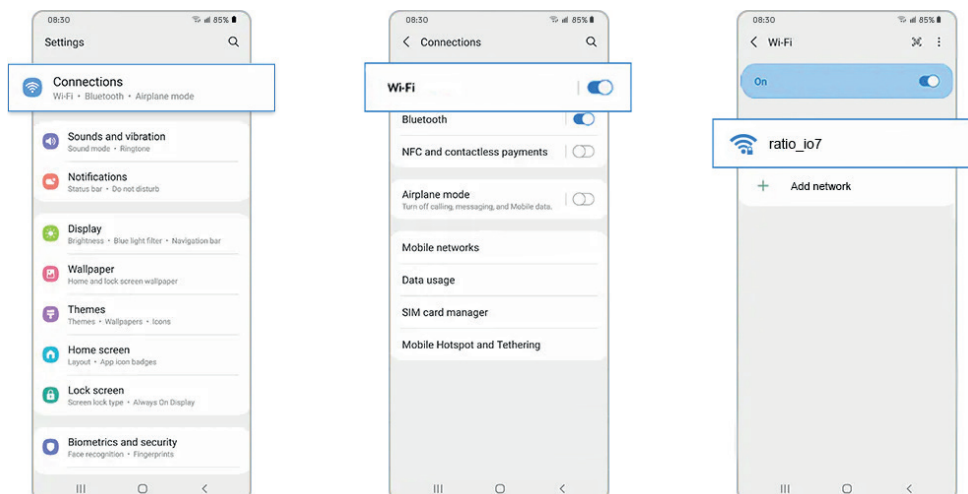 08:30
85%
Settings
Connections
Wi-Fi • Bluetooth • Airplane mode
Sounds and vibration
Sound mode • Ringtone
Notifications
Status bar • Do not disturb
Display
Brightness • Blue light filter • Navigation bar
Wallpaper
Home and lock screen wallpaper
Themes
Themes • Wallpapers • Icons
Home screen
Layout • App icon badges
Lock screen
Screen lock type • Always On Display
Biometrics and security
Face recognition • Fingerprints
08:30
85%
Connections
Wi-Fi
Bluetooth
NFC and contactless payments
Airplane mode
Turn off calling, messaging, and Mobile data.
Mobile networks
Data usage
SIM card manager
Mobile Hotspot and Tethering
08:30
85%
Wi-Fi
On
ratio_io7
Add network